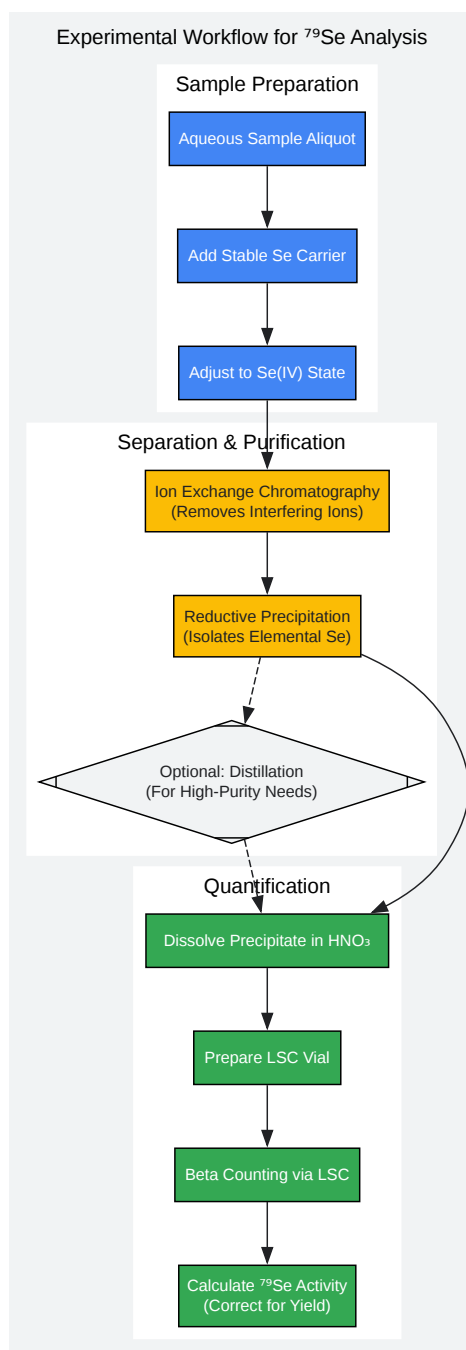 Experimental Workflow for ⁷⁹Se Analysis
Sample Preparation
Aqueous Sample Aliquot
Add Stable Se Carrier
Adjust to Se(IV) State
Separation & Purification
Ion Exchange Chromatography
(Removes Interfering Ions)
Reductive Precipitation
(Isolates Elemental Se)
Optional: Distillation
(For High-Purity Needs)
Quantification
Dissolve Precipitate in HNO₃
Prepare LSC Vial
Beta Counting via LSC
Calculate ⁷⁹Se Activity
(Correct for Yield)